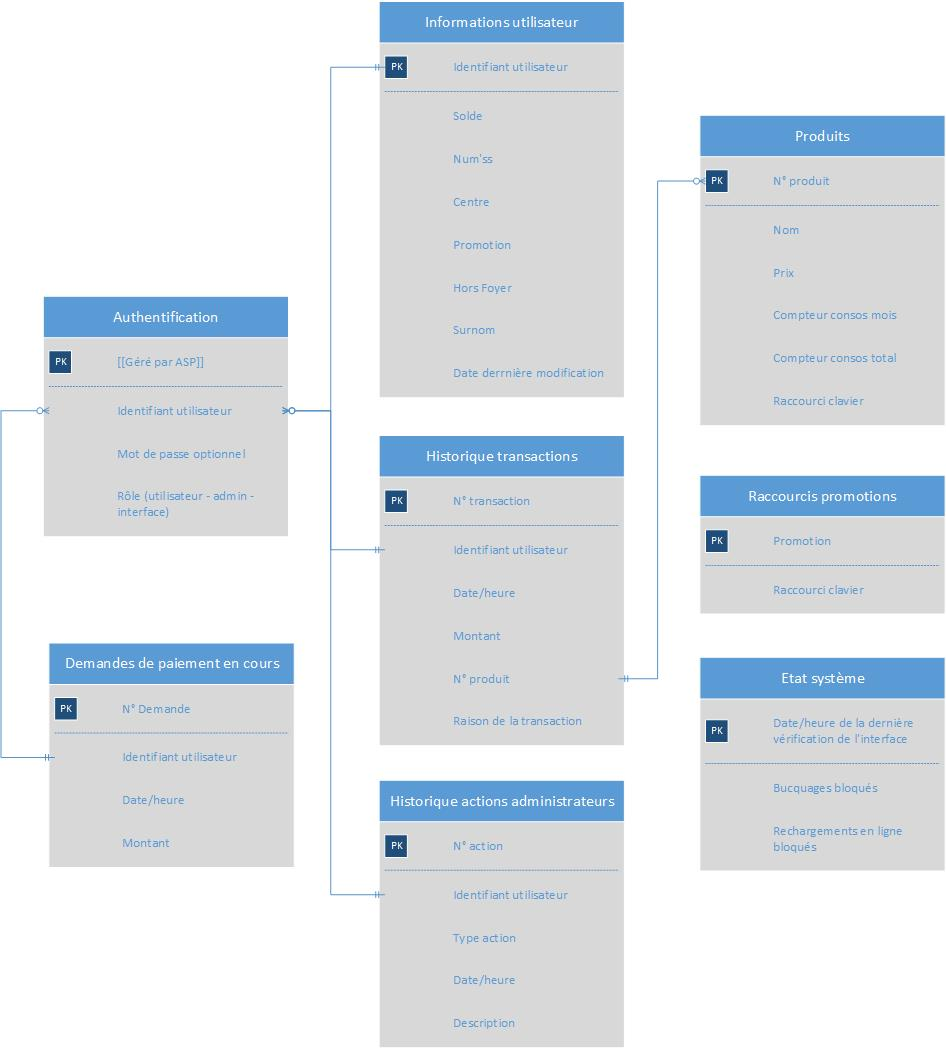 Informations utilisateur
PK Identifiant utilisateur
Solde
Num'ss
Centre
Promotion
Hors Foyer
Surnom
Date derrnière modification
Produits
PK N° produit
Nom
Prix
Compteur consos mois
Compteur consos total
Raccourci clavier
Authentification
PK [[Géré par ASP]]
Identifiant utilisateur
Mot de passe optionnel
Rôle (utilisateur - admin -
interface)
Historique transactions
PK N° transaction
Identifiant utilisateur
Date/heure
Montant
N° produit
Raison de la transaction
Raccourcis promotions
PK Promotion
Raccourci clavier
Demandes de paiement en cours
PK N° Demande
Identifiant utilisateur
Date/heure
Montant
Etat système
PK Date/heure de la dernière
vérification de l'interface
Bucquages bloqués
Rechargements en ligne
bloqués
Historique actions administrateurs
PK N° action
Identifiant utilisateur
Type action
Date/heure
Description